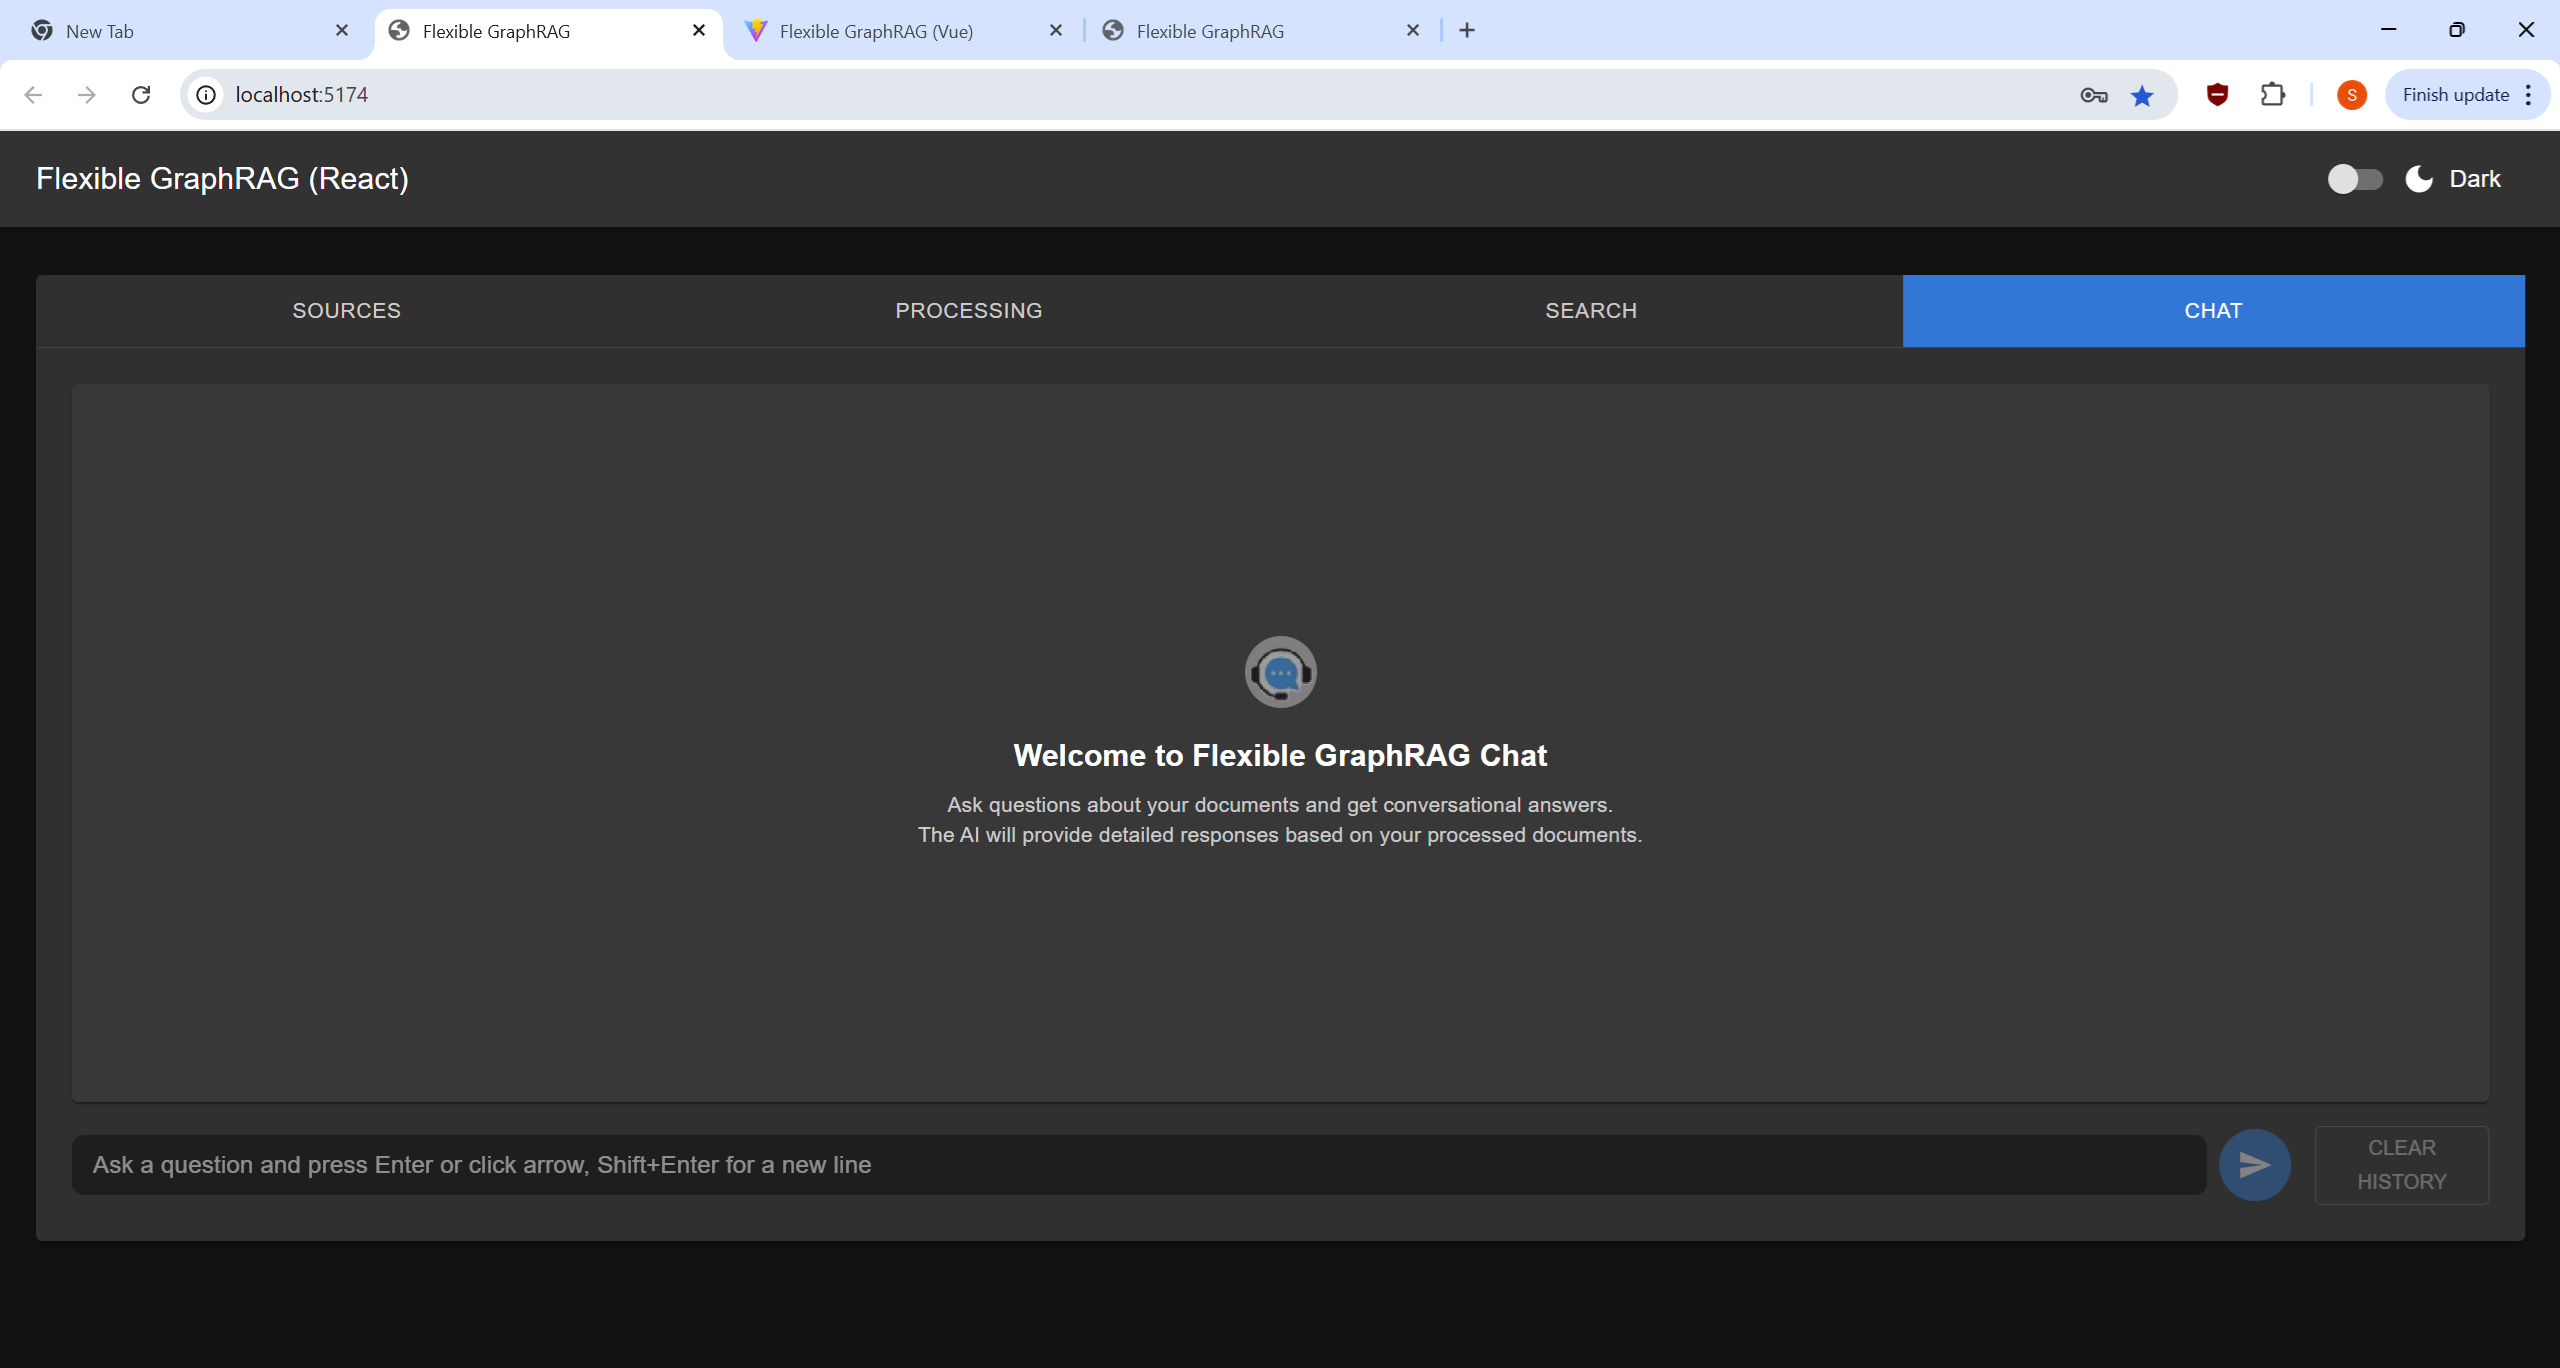 New Tab
Flexible GraphRAG
Flexible GraphRAG (Vue)
Flexible GraphRAG
localhost:5174
S
Finish update
Flexible GraphRAG (React)
Dark
SOURCES
PROCESSING
SEARCH
CHAT
Welcome to Flexible GraphRAG Chat
Ask questions about your documents and get conversational answers.
The AI will provide detailed responses based on your processed documents.
Ask a question and press Enter or click arrow, Shift+Enter for a new line
CLEAR
HISTORY